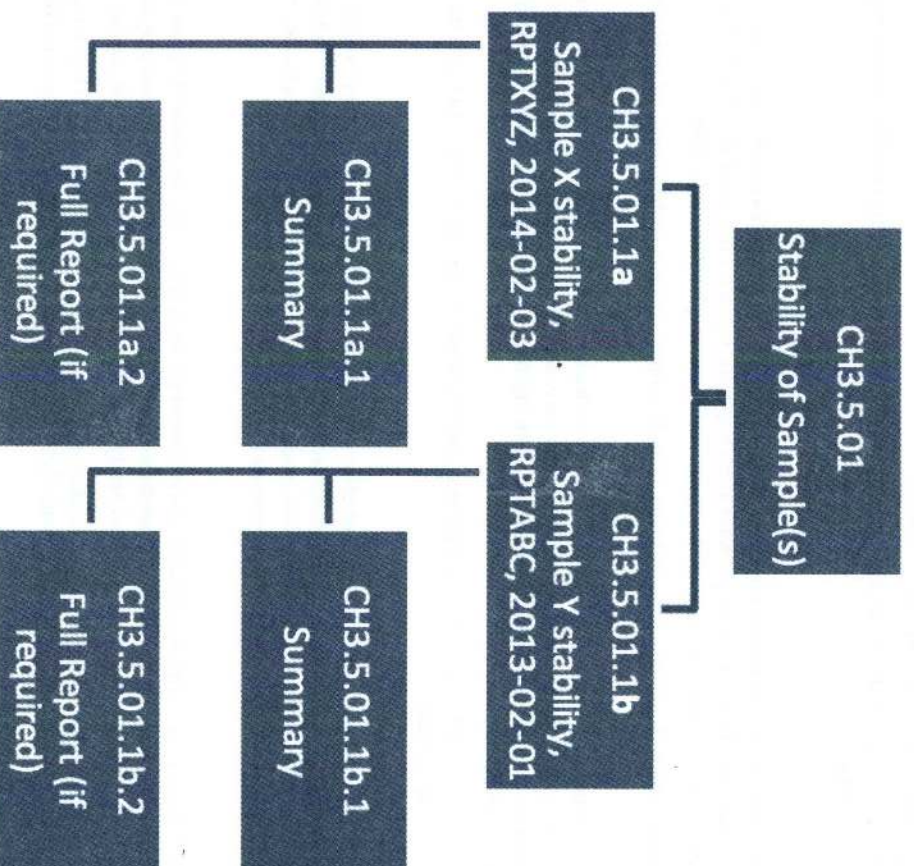 CH3.5.01
Stability of Sample(s)
CH3.5.01.1a
Sample X stability,
RPTXYZ, 2014-02-03
CH3.5.01.1a.1
Summary
CH3.5.01.1a.2
Full Report (if
required)
CH3.5.01.1b
Sample Y stability,
RPTABC, 2013-02-01
CH3.5.01.1b.1
Summary
CH3.5.01.1b.2
Full Report (if
required)